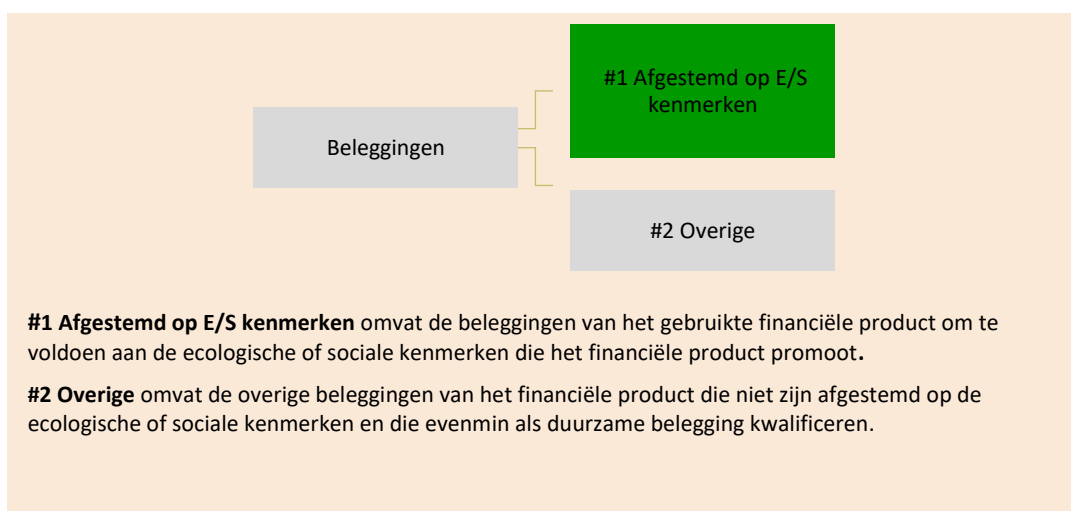 #1 Afgestemd op E/S
kenmerken
Beleggingen
#2 Overige
#1 Afgestemd op E/S kenmerken omvat de beleggingen van het gebruikte financiële product om te
voldoen aan de ecologische of sociale kenmerken die het financiële product promoot.
#2 Overige omvat de overige beleggingen van het financiële product die niet zijn afgestemd op de
ecologische of sociale kenmerken en die evenmin als duurzame belegging kwalificeren.